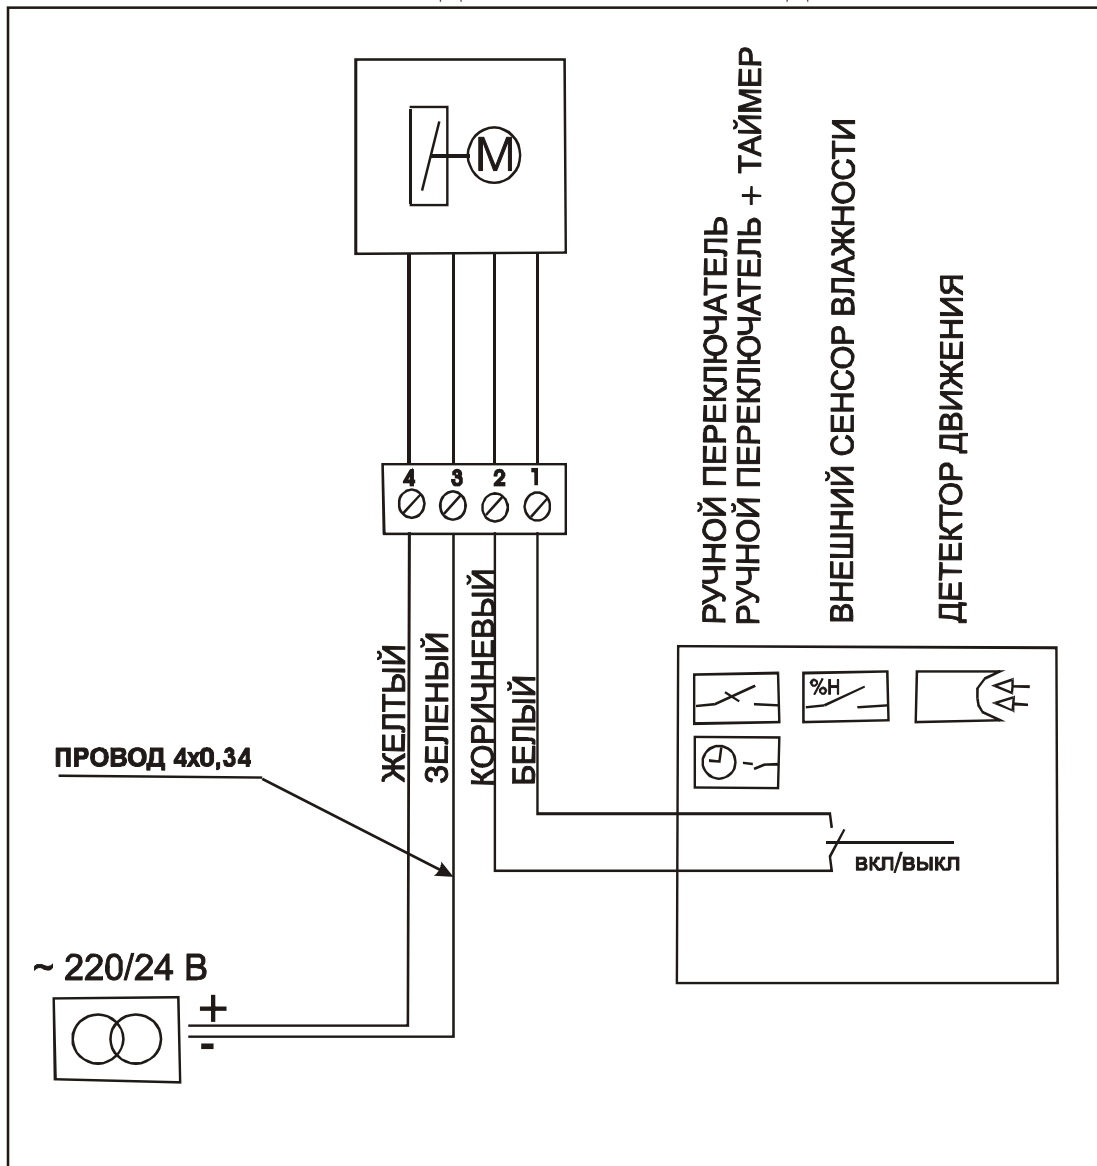 M
РУЧНОЙ ПЕРЕКЛЮЧАТЕЛЬ
РУЧНОЙ ПЕРЕКЛЮЧАТЕЛЬ + ТАЙМЕР
ВНЕШНИЙ СЕНСОР ВЛАЖНОСТИ
ДЕТЕКТОР ДВИЖЕНИЯ
4 3 2 1
ЖЕЛТЫЙ
ЗЕЛЕНЫЙ
КОРИЧНЕВЫЙ
БЕЛЫЙ
%H
ПРОВОД 4х0,34
ВКЛ/ВЫКЛ
~ 220/24 В
+
-